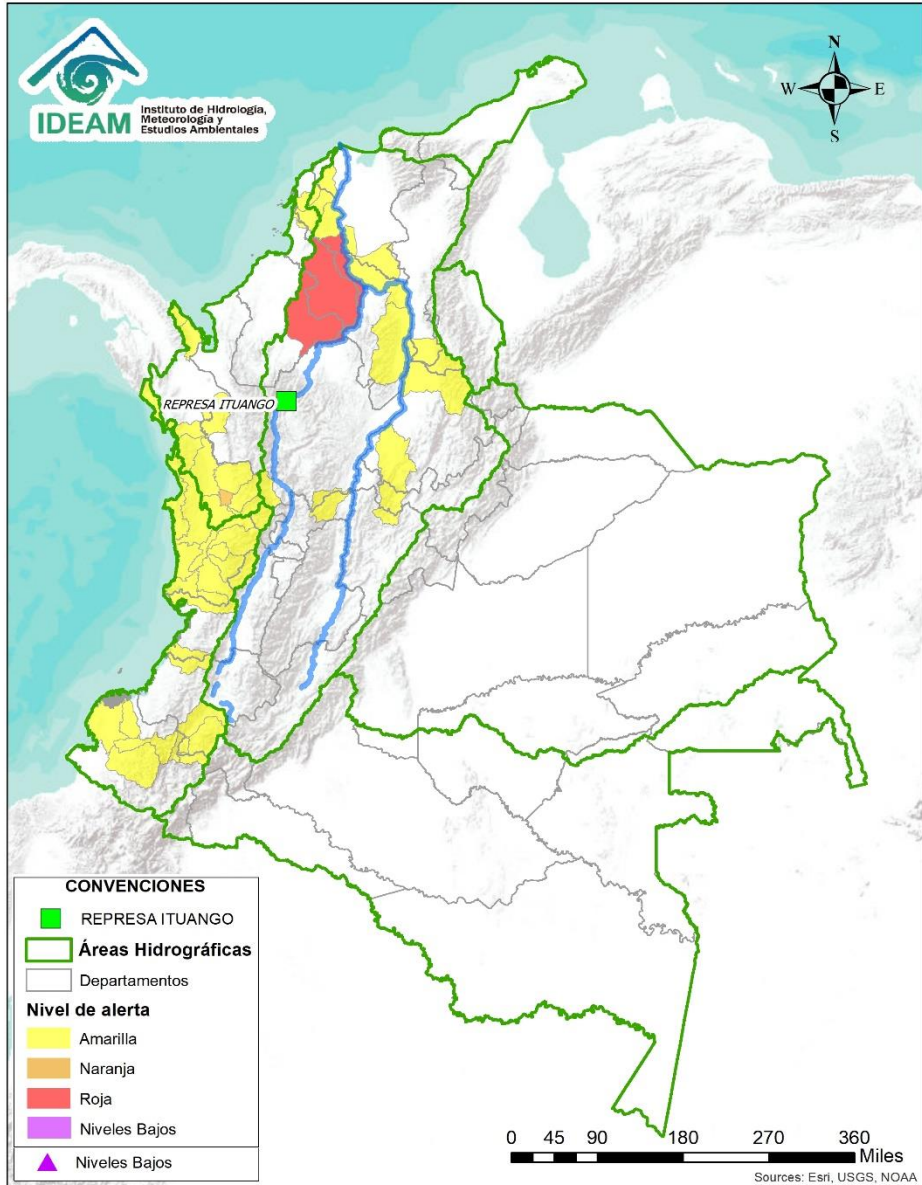 IDEAM
Instituto de Hidrología,
Meteorología y
Estudios Ambientales
N
W
E
S
REPRESA ITUANGO
CONVENCIONES
REPRESA ITUANGO
Áreas Hidrográficas
Departamentos
Nivel de alerta
Amarilla
Naranja
Roja
Niveles Bajos
Niveles Bajos
0 45 90 180 270 360
Miles
Sources: Esri, USGS, NOAA